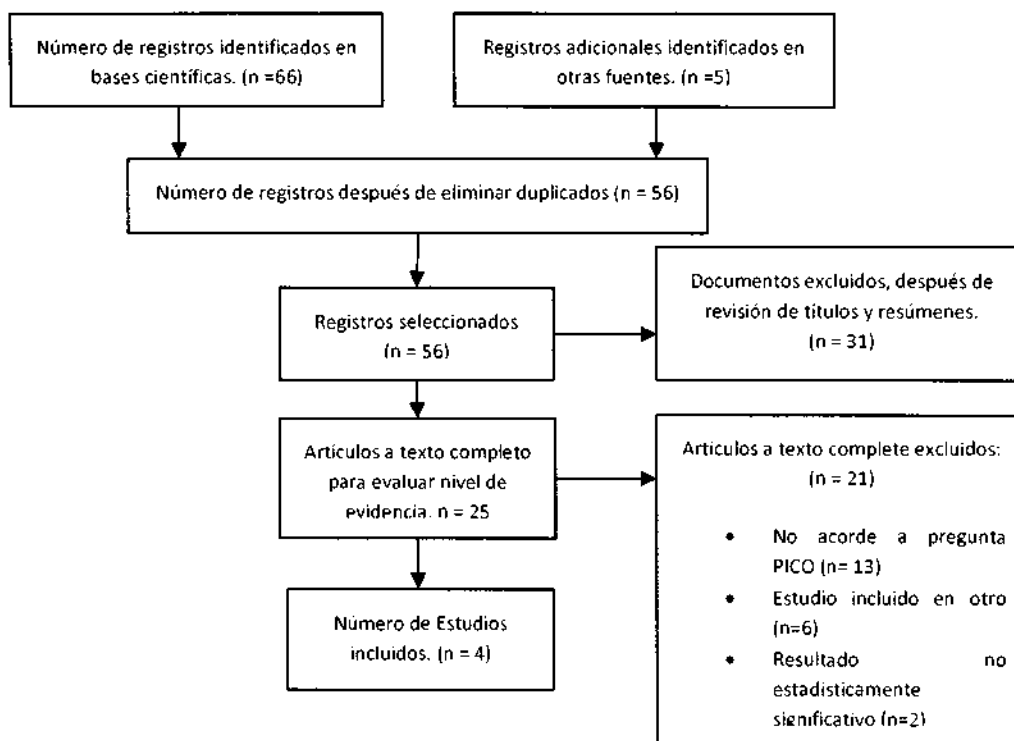 Número de registros identificados en
bases científicas. (n =66)
Registros adicionales identificados en
otras fuentes. (n =5)
Número de registros después de eliminar duplicados (n = 56)
Registros seleccionados
(n = 56)
Documentos excluidos, después de
revisión de títulos y resúmenes.
(n = 31)
Artículos a texto completo
para evaluar nivel de
evidencia. n = 25
Artículos a texto complete excluidos:
(n = 21)
• No acorde a pregunta
PICO (n= 13)
• Estudio incluido en otro
(n=6)
• Resultado no
estadisticamente
significativo (n=2)
Número de Estudios
incluidos. (n = 4)